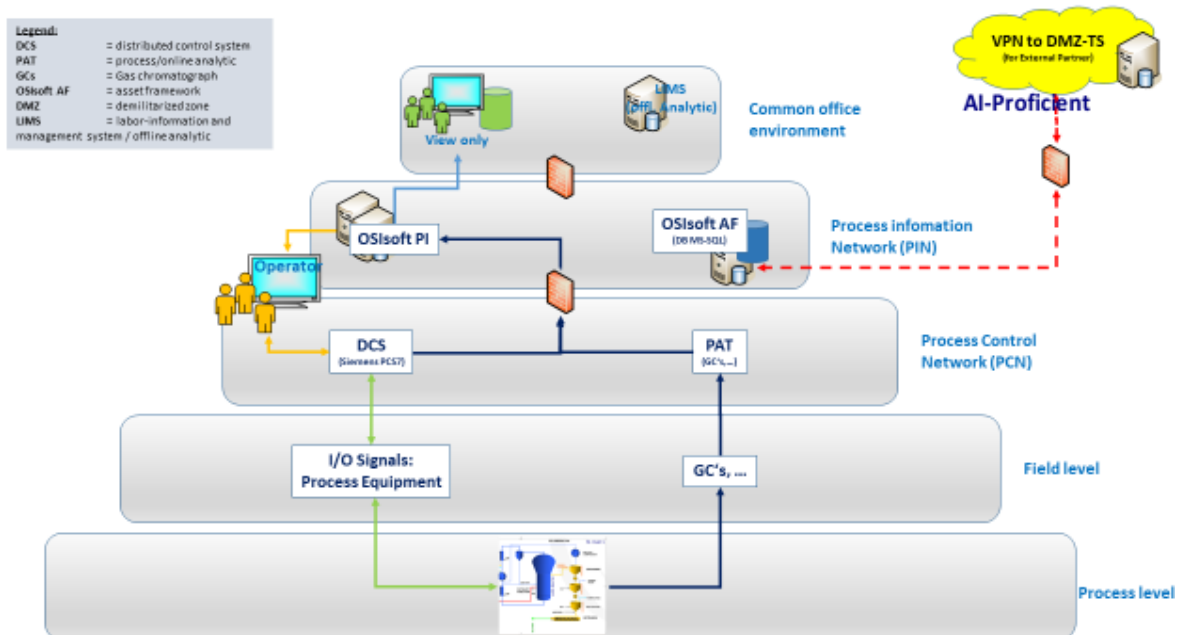 Legend:
DCS = distributed control system
PAT = process/online analytic
GCs = Gas chromatograph
OSIsoft AF = asset framework
DMZ = demilitarized zone
LIMS = labor-information and
management system / offline analytic
VPN to DMZ-TS
(for External Partner)
AI-Proficient
LIMS
(Offl. Analytic)
View only
Common office
environment
OSIsoft PI
OSIsoft AF
(DB MS-SQL)
Process infomation
Network (PIN)
Operator
DCS
(Siemens PCS7)
PAT
(GC's,...)
Process Control
Network (PCN)
I/O Signals:
Process Equipment
GC's, ...
Field level
Process level